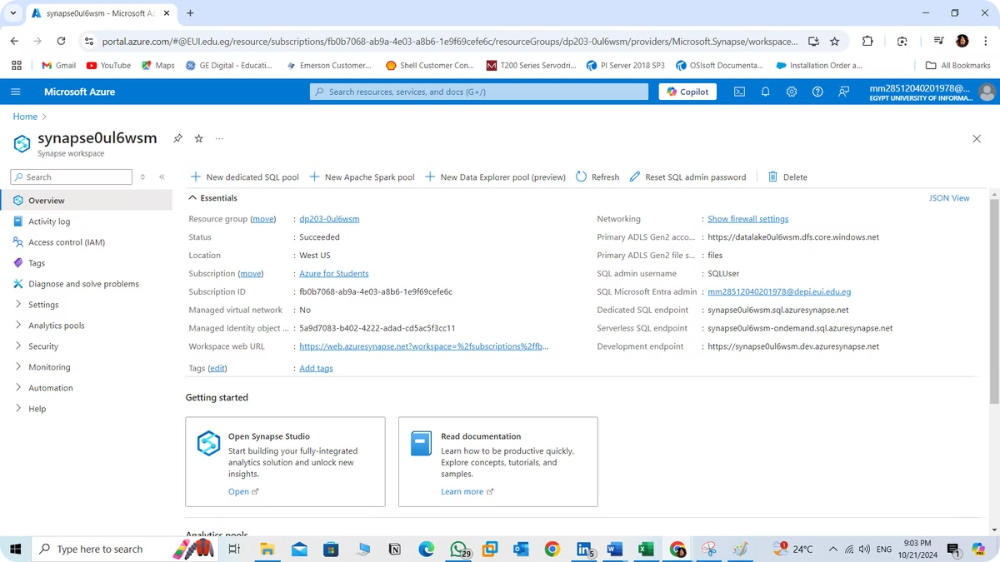 synapse0ul6wsm - Microsoft Az
portal.azure.com/#@EUI.edu.eg/resource/subscriptions/fb0b7068-ab9a-4e03-a8b6-1e9f69cefe6c/resourceGroups/dp203-0ul6wsm/providers/Microsoft.Synapse/workspace...
Gmail YouTube Maps GE Digital - Educati... Emerson Customer... Shell Customer Con... T200 Series Servodri... PI Server 2018 SP3 OSIsoft Documenta... Installation Order a... All Bookmarks
Microsoft Azure Search resources, services, and docs (G+/) Copilot mm28512040201978@...
EGYPT UNIVERSITY OF INFORMA...
Home
synapse0ul6wsm
Synapse workspace
Search
New dedicated SQL pool New Apache Spark pool New Data Explorer pool (preview) Refresh Reset SQL admin password Delete
Overview
Activity log
Access control (IAM)
Tags
Diagnose and solve problems
Settings
Analytics pools
Security
Monitoring
Automation
Help
Essentials JSON View
Resource group (move) : dp203-0ul6wsm
Status : Succeeded
Location : West US
Subscription (move) : Azure for Students
Subscription ID : fb0b7068-ab9a-4e03-a8b6-1e9f69cefe6c
Managed virtual network : No
Managed Identity object ... : 5a9d7083-b402-4222-adad-cd5ac5f3cc11
Workspace web URL : https://web.azuresynapse.net?workspace=%2fsubscriptions%2ffb...
Tags (edit) : Add tags
Networking : Show firewall settings
Primary ADLS Gen2 acco... : https://datalake0ul6wsm.dfs.core.windows.net
Primary ADLS Gen2 file s... : files
SQL admin username : SQLUser
SQL Microsoft Entra admin : mm28512040201978@depi.eui.edu.eg
Dedicated SQL endpoint : synapse0ul6wsm.sql.azuresynapse.net
Serverless SQL endpoint : synapse0ul6wsm-ondemand.sql.azuresynapse.net
Development endpoint : https://synapse0ul6wsm.dev.azuresynapse.net
Getting started
Open Synapse Studio
Start building your fully-integrated
analytics solution and unlock new
insights.
Open
Read documentation
Learn how to be productive quickly.
Explore concepts, tutorials, and
samples.
Learn more
Analytics pools
Type here to search
29
5
1
24°C
ENG
9:03 PM
10/21/2024
1